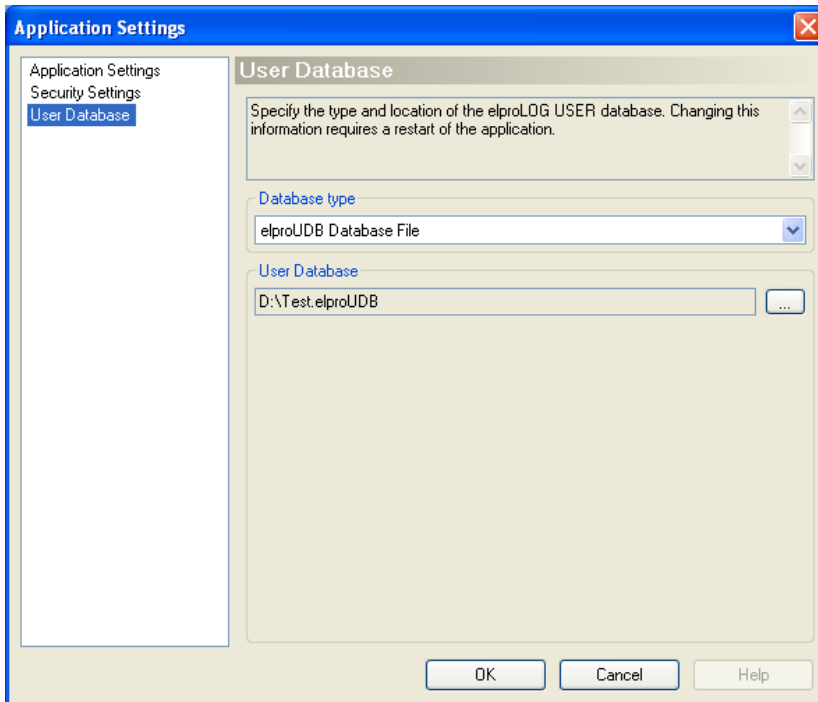 Application Settings
Application Settings
Security Settings
User Database
User Database
Specify the type and location of the elproLOG USER database. Changing this
information requires a restart of the application.
Database type
elproUDB Database File
User Database
D:\Test.elproUDB
...
OK
Cancel
Help